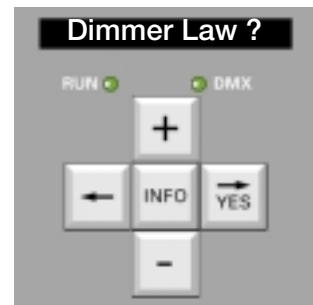 Dimmer Law ?
RUN DMX
+
← INFO → YES
-